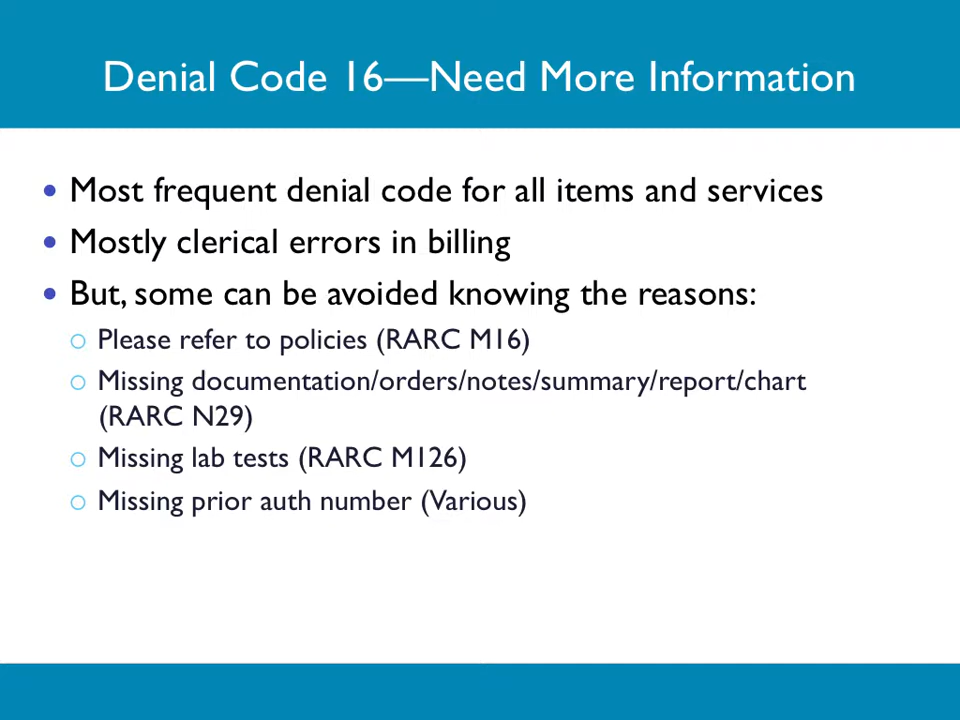 Denial Code 16—Need More Information
• Most frequent denial code for all items and services
• Mostly clerical errors in billing
• But, some can be avoided knowing the reasons:
○ Please refer to policies (RARC M16)
○ Missing documentation/orders/notes/summary/report/chart
(RARC N29)
○ Missing lab tests (RARC M126)
○ Missing prior auth number (Various)